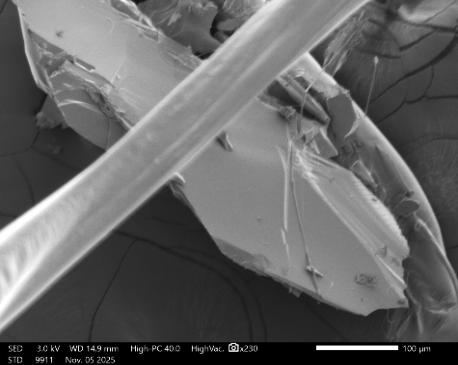 SED 3.0 kV WD 14.9 mm High-PC 40.0 HighVac. x230 100 µm
STD 9911 Nov. 05 2025